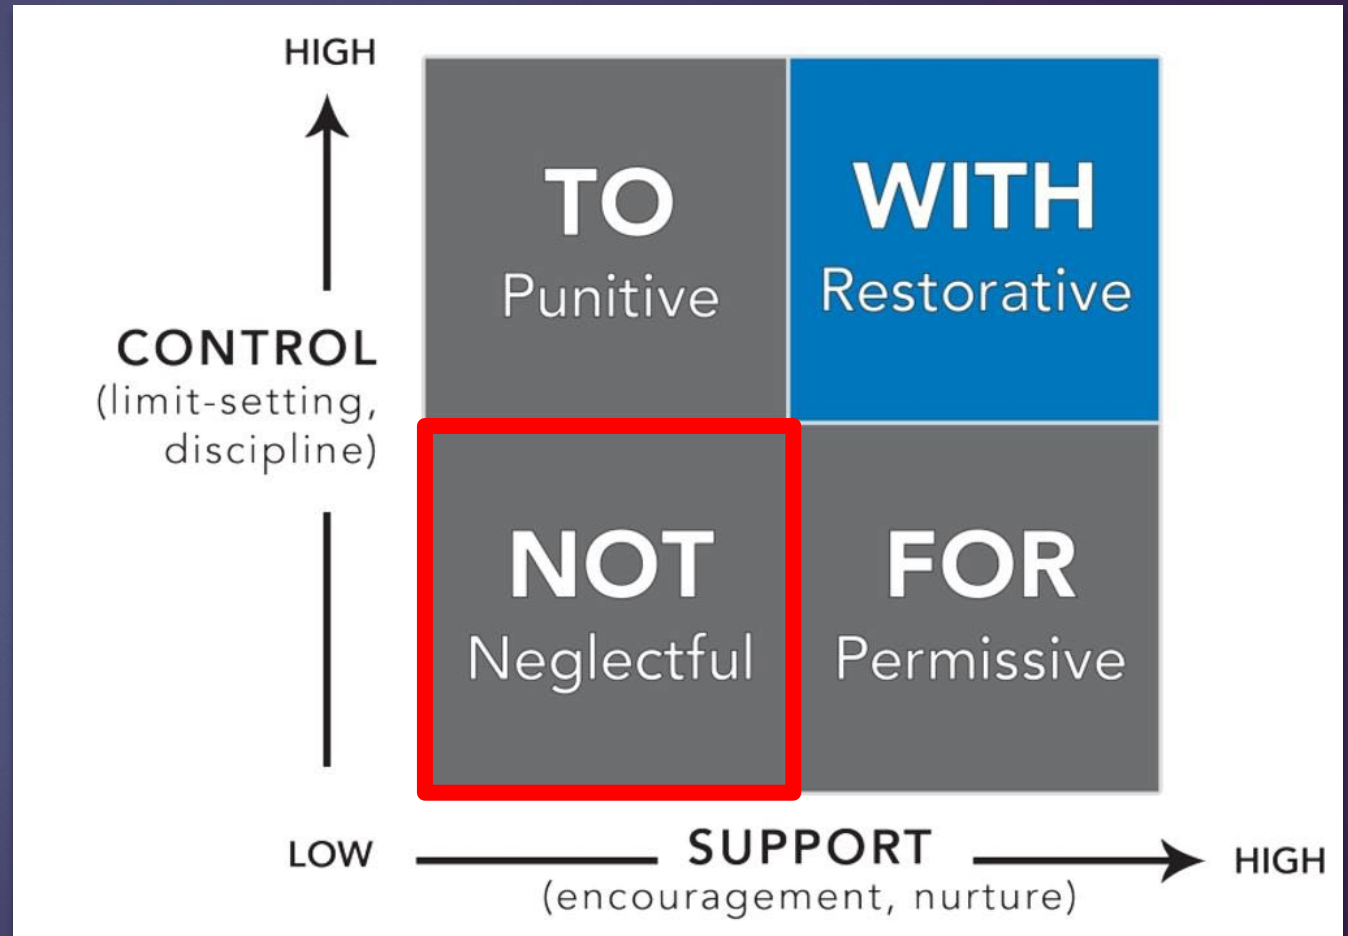 HIGH
TO
Punitive
WITH
Restorative
CONTROL
(limit-setting,
discipline)
NOT
Neglectful
FOR
Permissive
LOW
SUPPORT
(encouragement, nurture)
HIGH